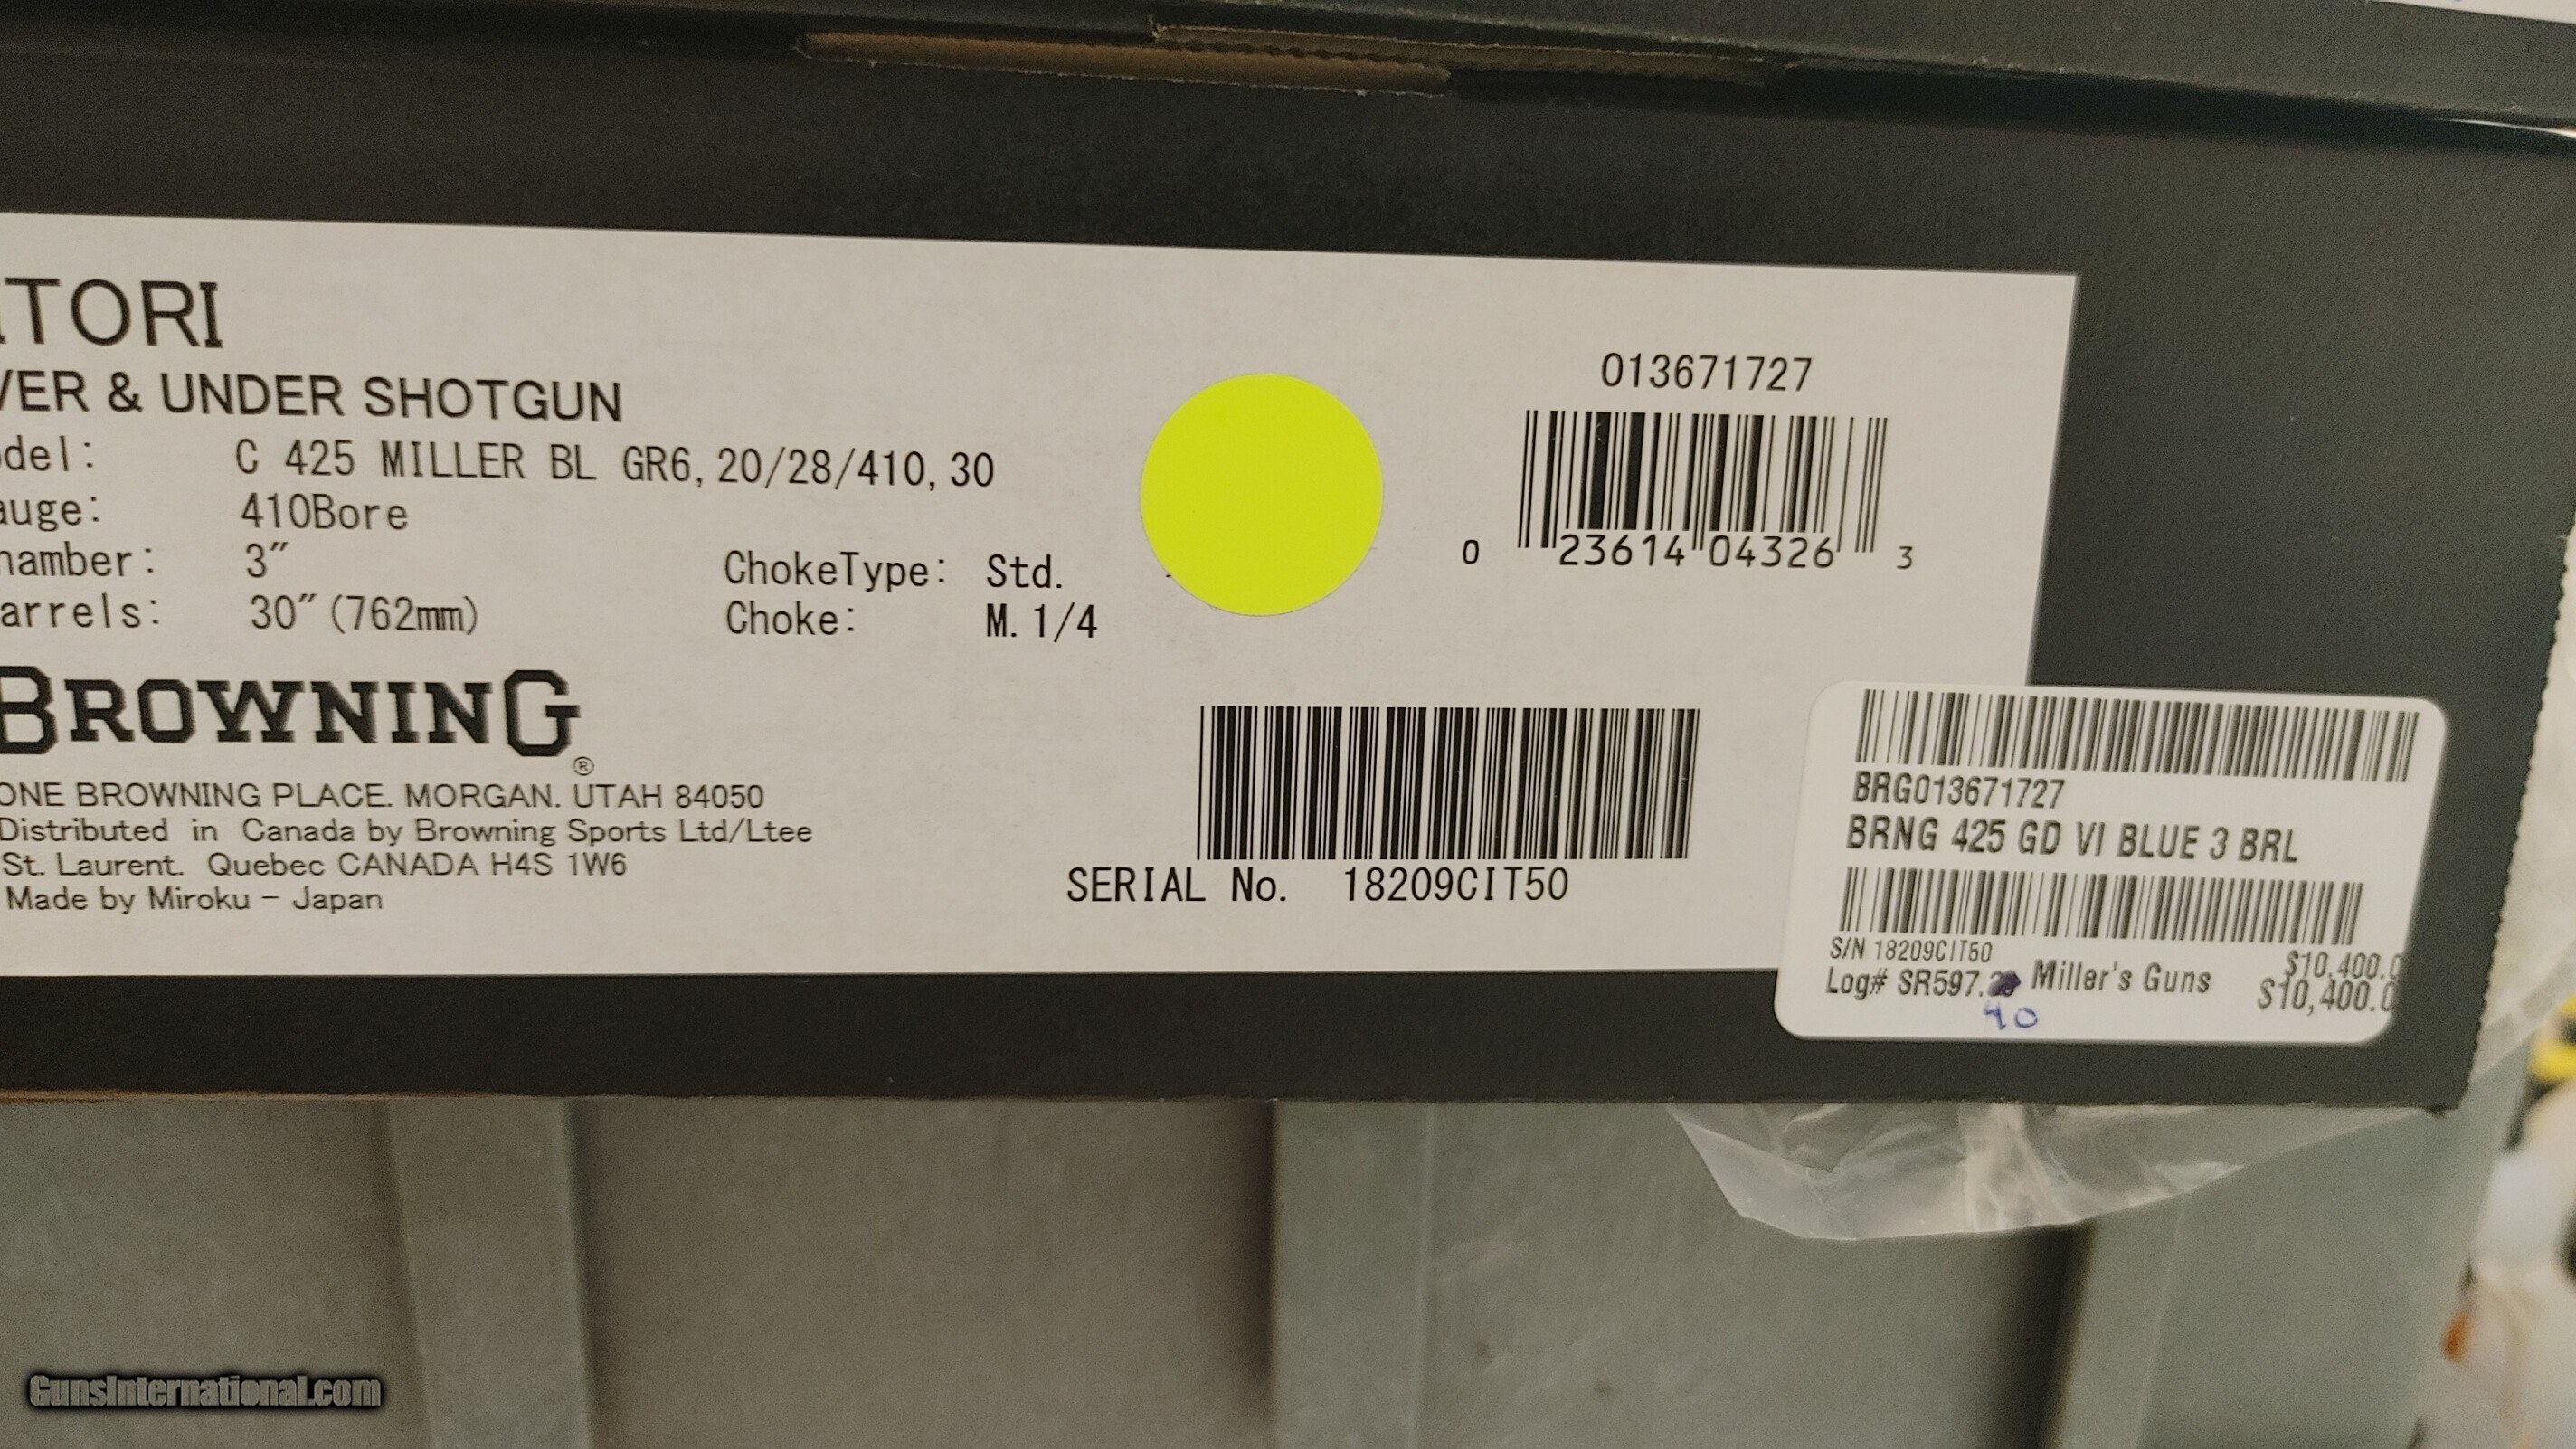 ITORI
VER & UNDER SHOTGUN
odel: C 425 MILLER BL GR6, 20/28/410, 30
auge: 410Bore
hamber: 3" ChokeType: Std.
arrels: 30" (762mm) Choke: M. 1/4
BROWNING®
ONE BROWNING PLACE. MORGAN. UTAH 84050
Distributed in Canada by Browning Sports Ltd/Ltee
St. Laurent. Quebec CANADA H4S 1W6
Made by Miroku - Japan
013671727
0 23614 04326 3
SERIAL No. 18209CIT50
BRG013671727
BRNG 425 GD VI BLUE 3 BRL
S/N 18209CIT50 $10,400.0
Log# SR597. Miller's Guns $10,400.0
40
GunsInternational.com